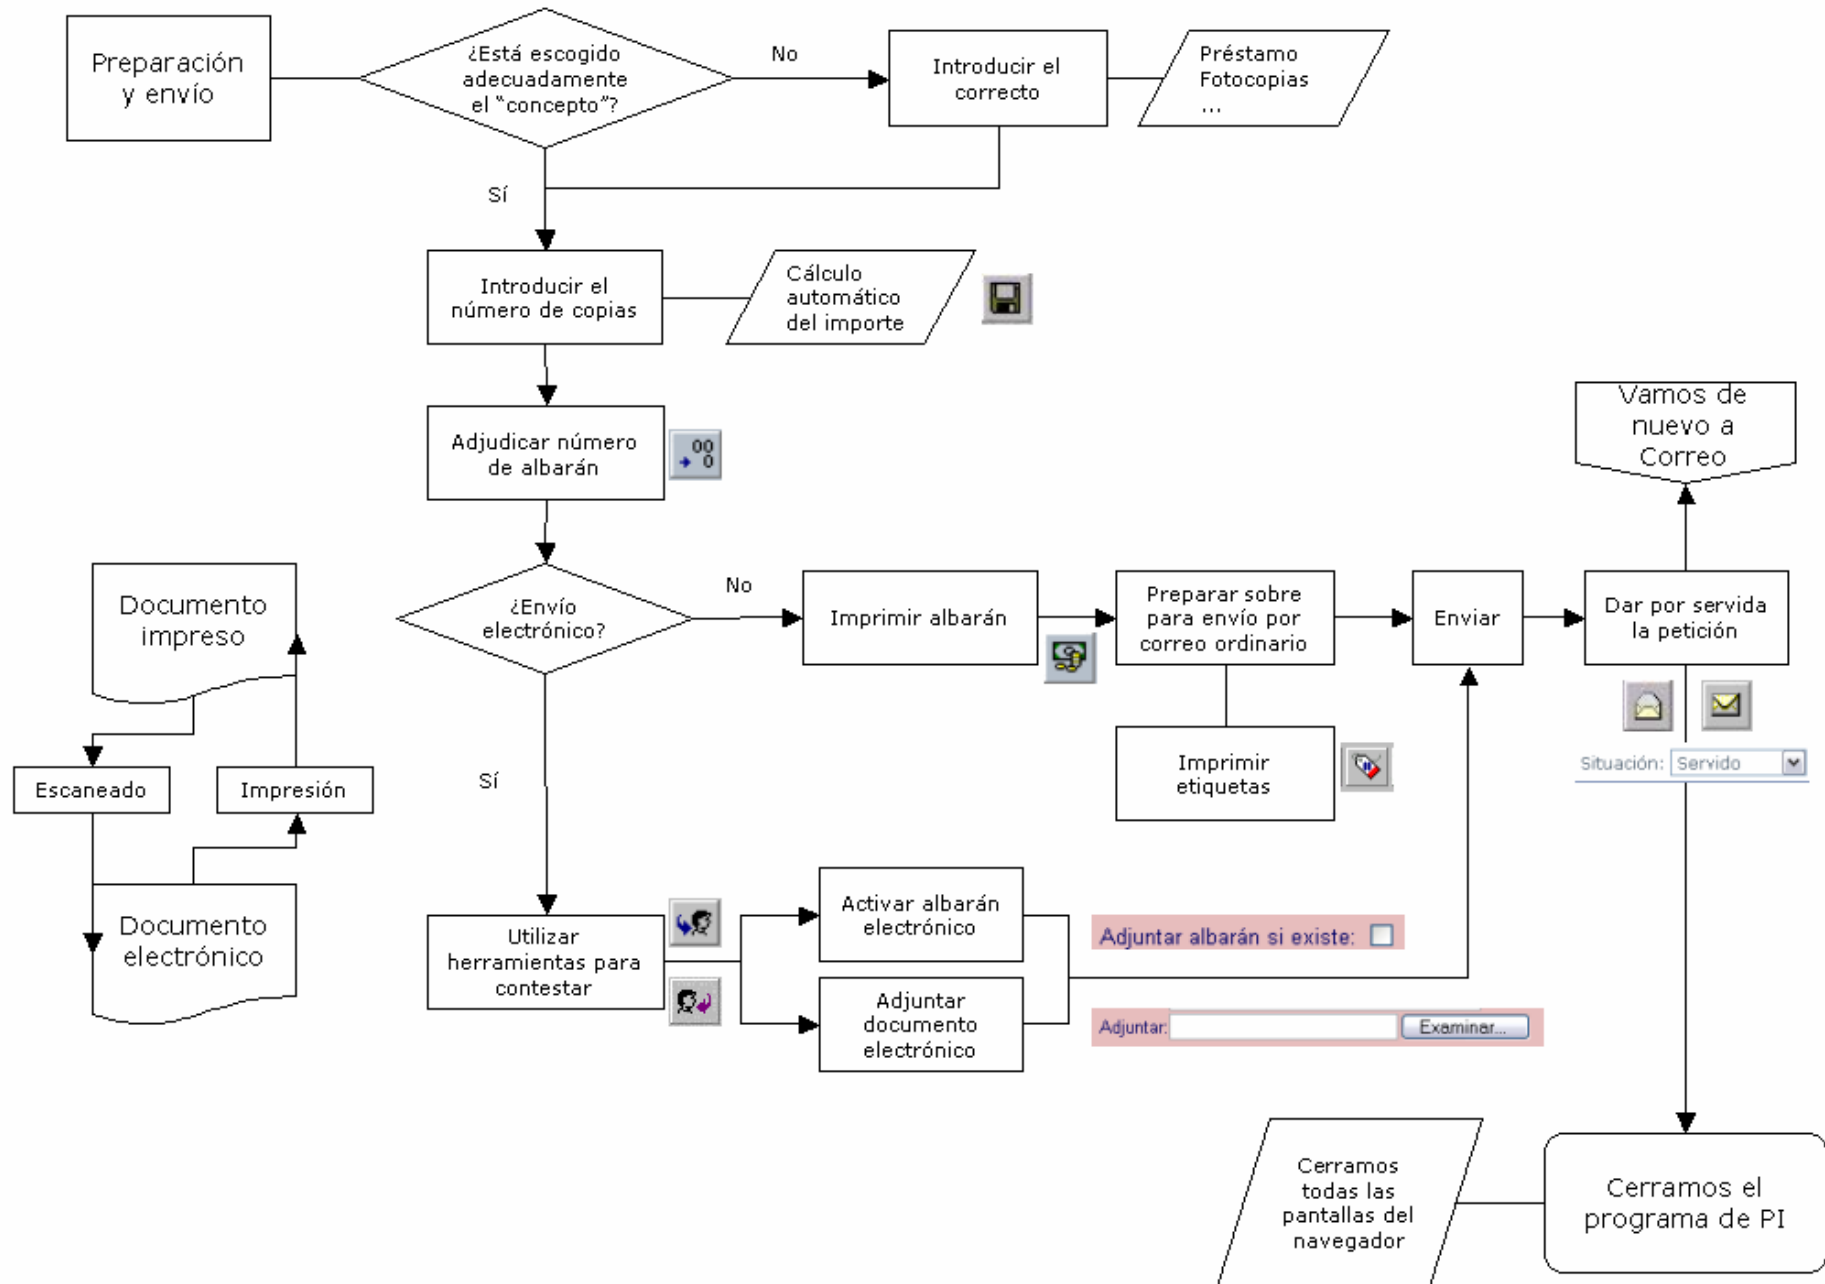 Preparación
y envío
¿Está escogido
adecuadamente
el "concepto"?
No
Introducir el
correcto
Préstamo
Fotocopias
...
Sí
Introducir el
número de copias
Cálculo
automático
del importe
Adjudicar número
de albarán
00
0
Vamos de
nuevo a
Correo
¿Envío
electrónico?
No
Imprimir albarán
Preparar sobre
para envío por
correo ordinario
Enviar
Dar por servida
la petición
Documento
impreso
Escaneado
Impresión
Documento
electrónico
Sí
Imprimir
etiquetas
Situación: Servido
Utilizar
herramientas para
contestar
Activar albarán
electrónico
Adjuntar albarán si existe:
Adjuntar
documento
electrónico
Adjuntar:
Examinar...
Cerramos
todas las
pantallas del
navegador
Cerramos el
programa de PI